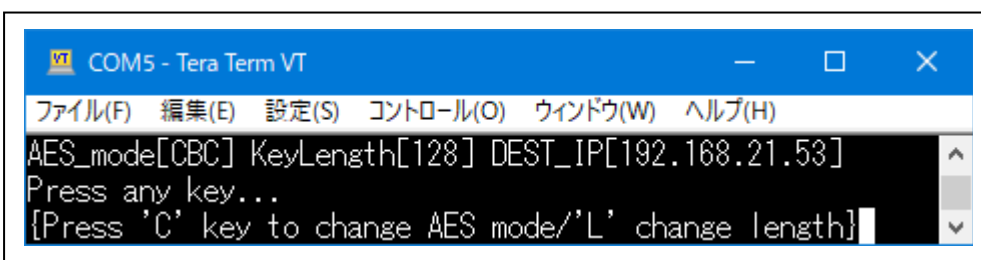 COM5 - Tera Term VT
ファイル(F) 編集(E) 設定(S) コントロール(O) ウィンドウ(W) ヘルプ(H)
AES_mode[CBC] KeyLength[128] DEST_IP[192.168.21.53]
Press any key...
{Press 'C' key to change AES mode/'L' change length}